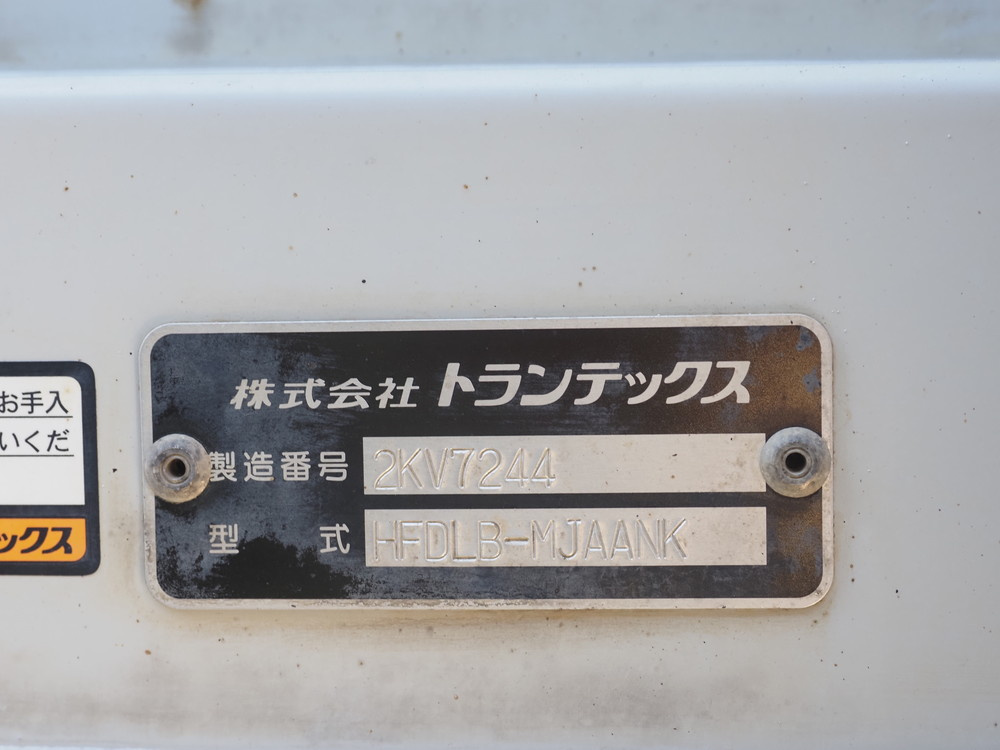 株式会社 トランテックス
製造番号 2KV7244
型 式 HFDLB-MJAANK
お手入
いくだ
ックス